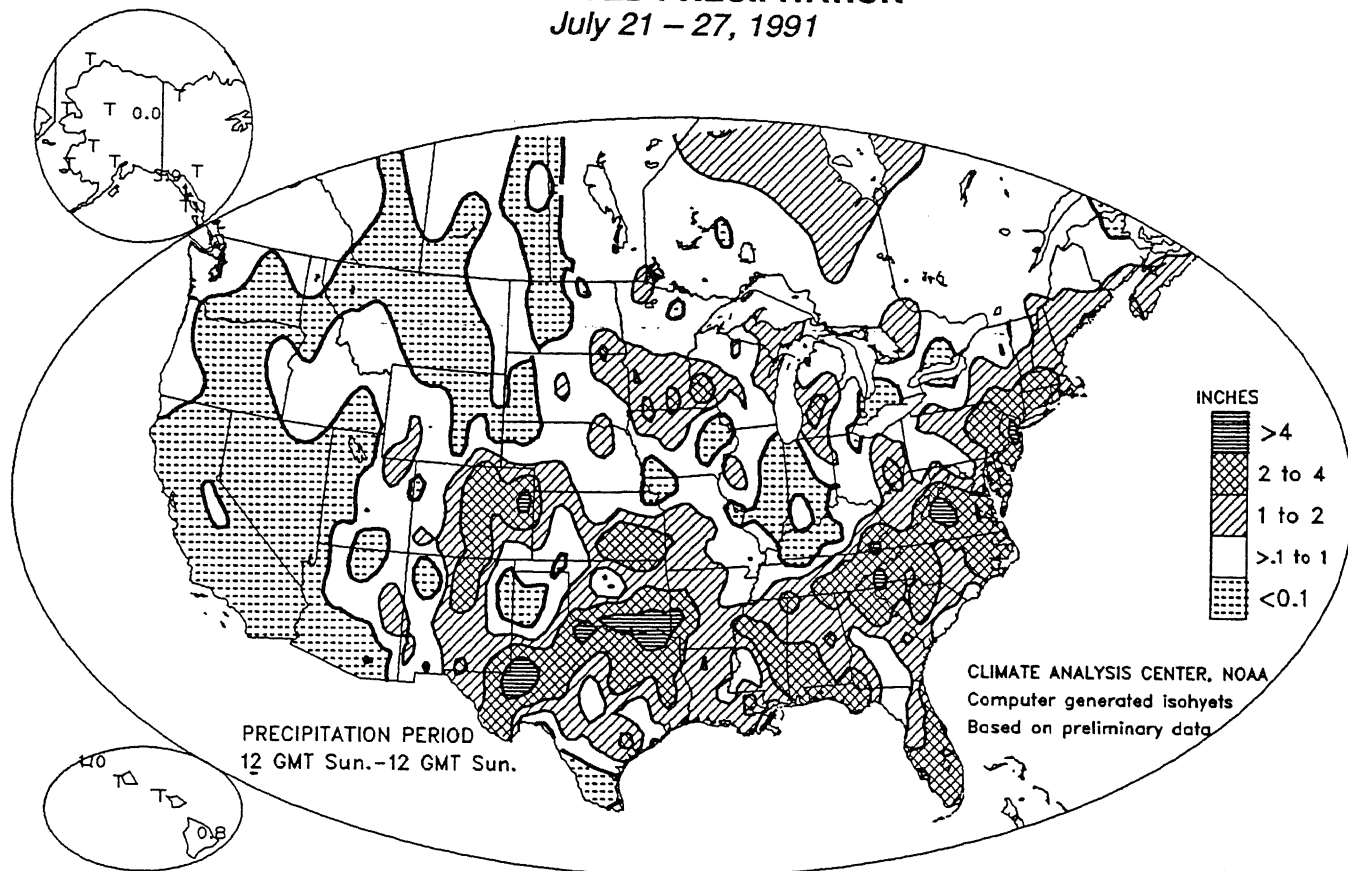 July 21 – 27, 1991
T
T
T
T
0.0
T
T
T
T
INCHES
>4
2 to 4
1 to 2
>.1 to 1
<0.1
CLIMATE ANALYSIS CENTER, NOAA
Computer generated isohyets
Based on preliminary data
PRECIPITATION PERIOD
12 GMT Sun.–12 GMT Sun.
T
T
0.8